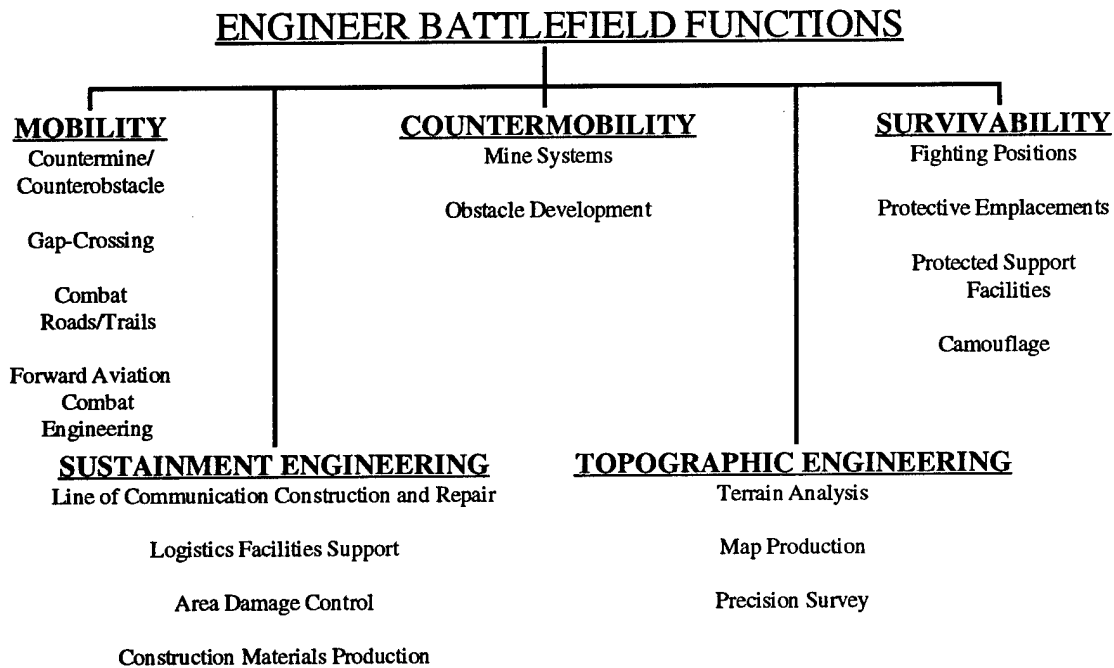 ENGINEER BATTLEFIELD FUNCTIONS
MOBILITY
Countermine/
Counterobstacle
Gap-Crossing
Combat
Roads/Trails
Forward Aviation
Combat
Engineering
COUNTERMOBILITY
Mine Systems
Obstacle Development
SURVIVABILITY
Fighting Positions
Protective Emplacements
Protected Support
Facilities
Camouflage
SUSTAINMENT ENGINEERING
Line of Communication Construction and Repair
Logistics Facilities Support
Area Damage Control
Construction Materials Production
TOPOGRAPHIC ENGINEERING
Terrain Analysis
Map Production
Precision Survey